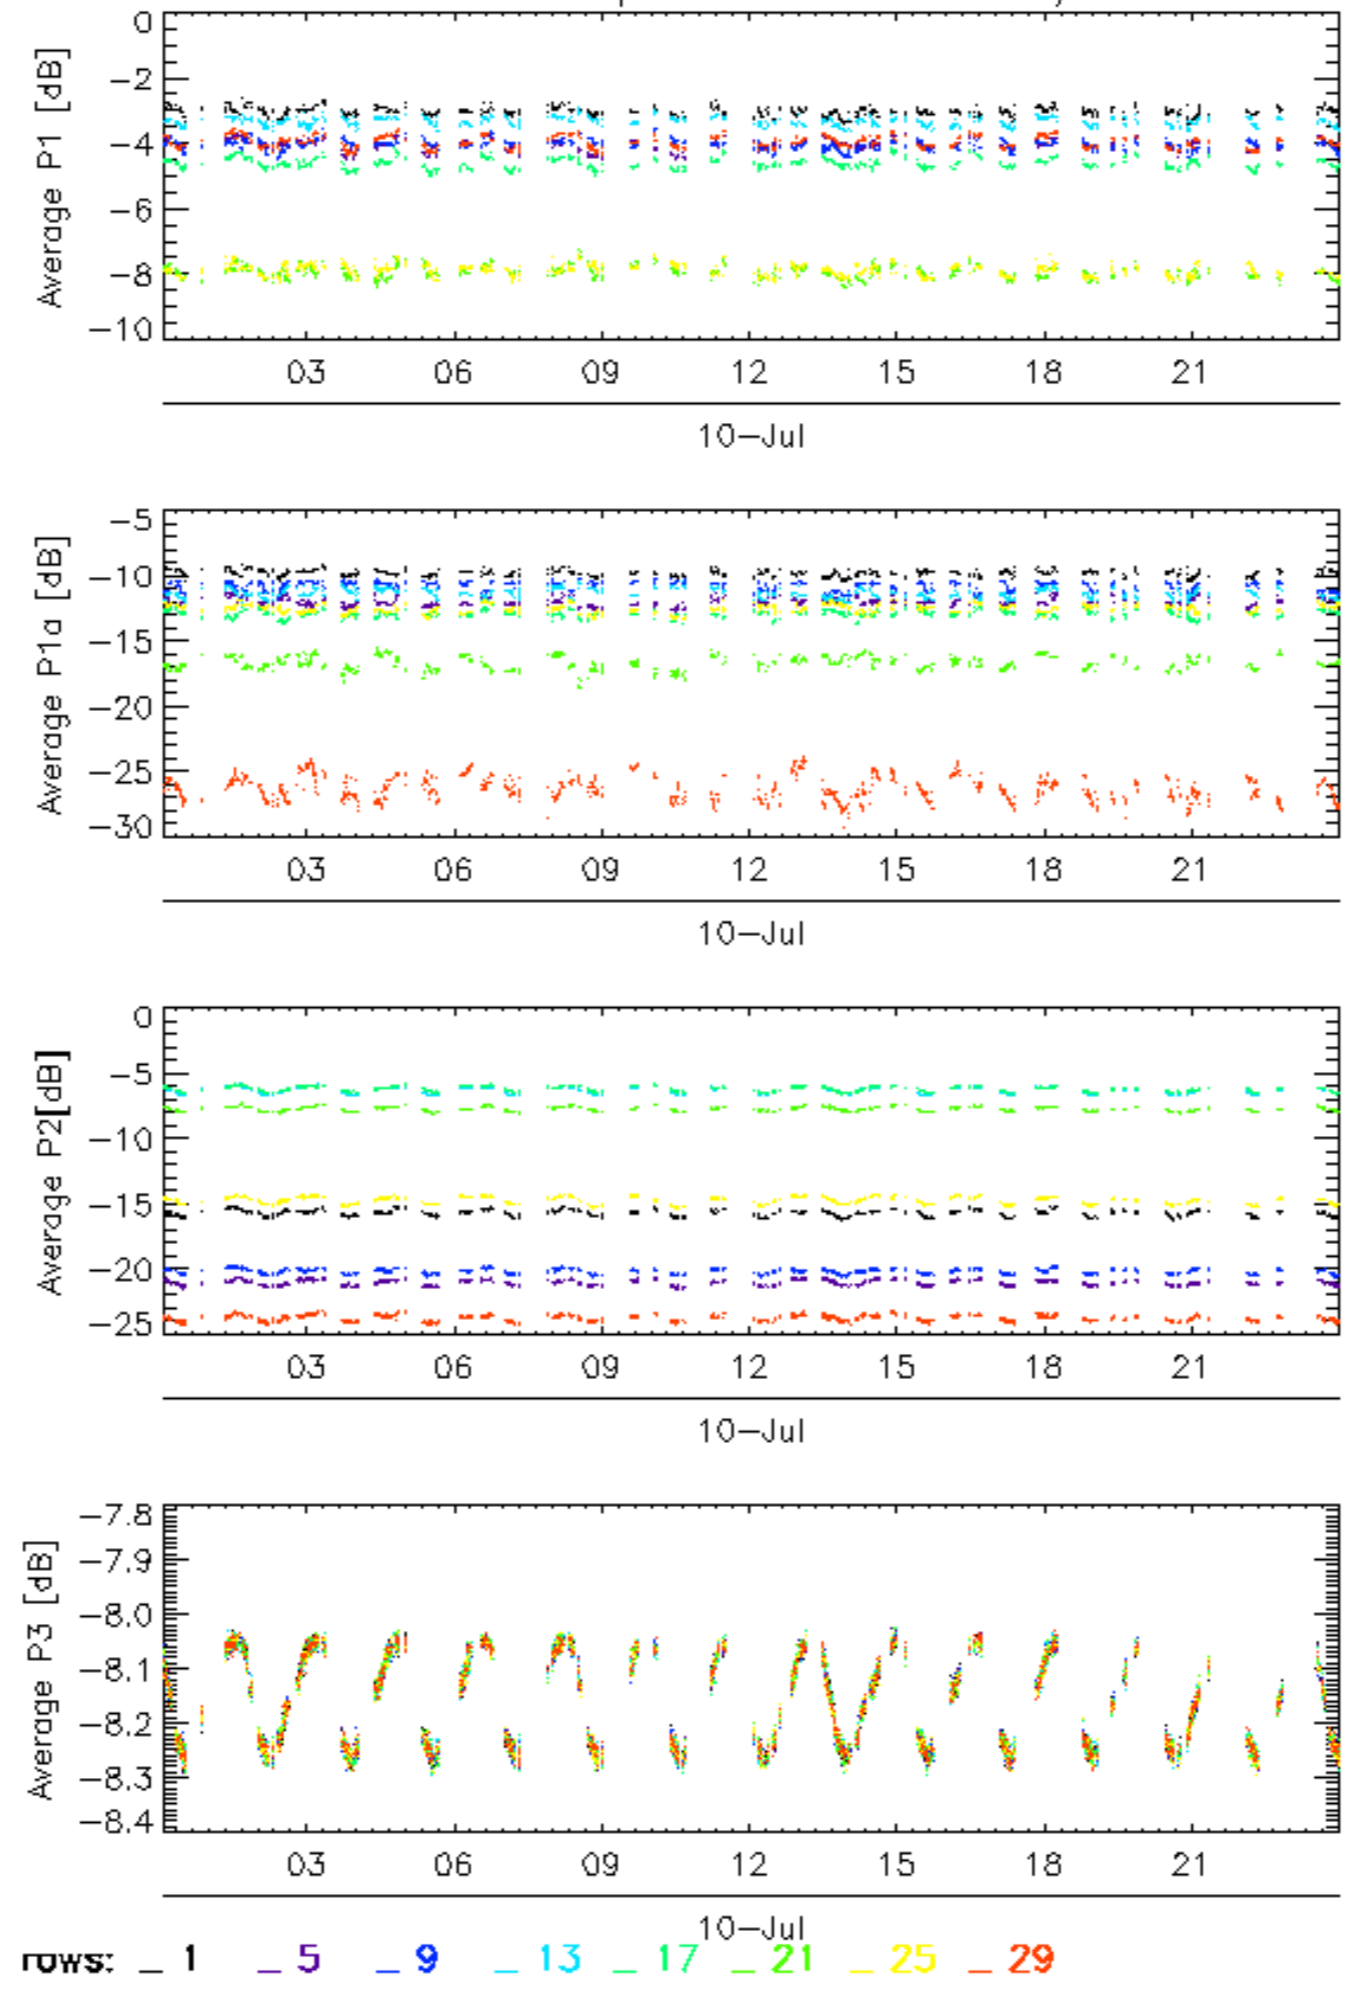 0
−2
−4
−6
−8
−10
Average P1 [dB]
03 06 09 12 15 18 21
10−Jul
−5
−10
−15
−20
−25
−30
Average P1a [dB]
03 06 09 12 15 18 21
10−Jul
0
−5
−10
−15
−20
−25
Average P2[dB]
03 06 09 12 15 18 21
10−Jul
−7.8
−7.9
−8.0
−8.1
−8.2
−8.3
−8.4
Average P3 [dB]
03 06 09 12 15 18 21
10−Jul
rows: _ 1 _ 5 _ 9 _ 13 _ 17 _ 21 _ 25 _ 29